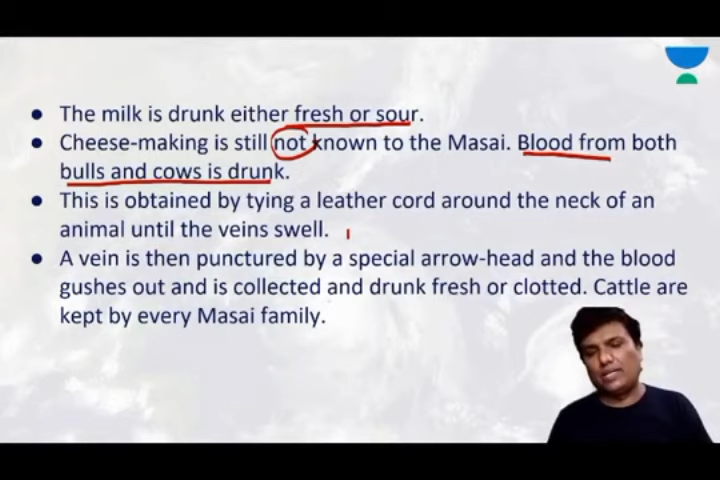 The milk is drunk either fresh or sour.
Cheese-making is still not known to the Masai. Blood from both
bulls and cows is drunk.
This is obtained by tying a leather cord around the neck of an
animal until the veins swell.
A vein is then punctured by a special arrow-head and the blood
gushes out and is collected and drunk fresh or clotted. Cattle are
kept by every Masai family.